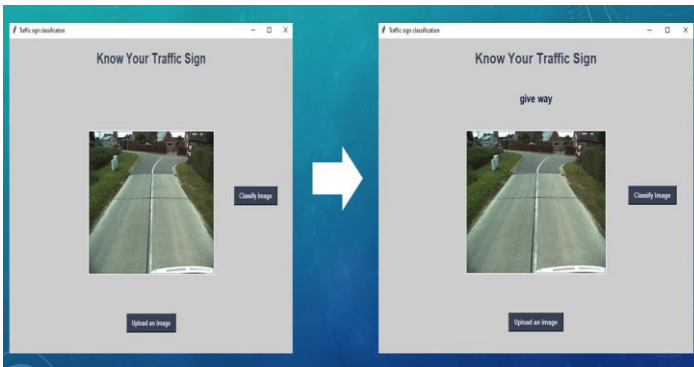 Traffic sign classification
Know Your Traffic Sign
Classify Image
Upload an image
Traffic sign classification
Know Your Traffic Sign
give way
Classify Image
Upload an image